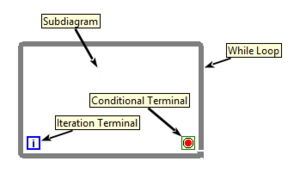 Subdiagram
While Loop
Conditional Terminal
Iteration Terminal
i